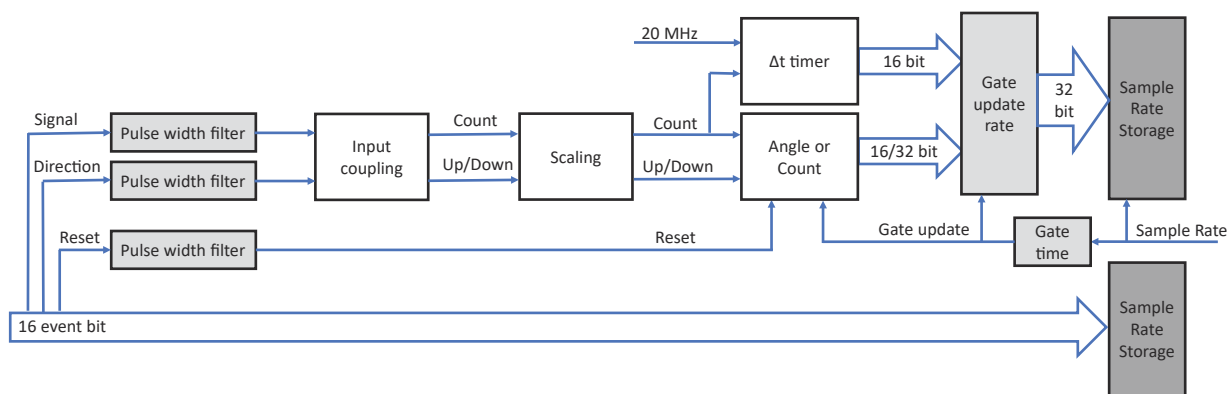 20 MHz
Δt timer
16 bit
Gate
update
rate
32
bit
Sample
Rate
Storage
Signal
Pulse width filter
Direction
Pulse width filter
Input
coupling
Count
Up/Down
Scaling
Count
Up/Down
Angle or
Count
16/32 bit
Reset
Pulse width filter
Reset
Gate update
Gate
time
Sample Rate
16 event bit
Sample
Rate
Storage